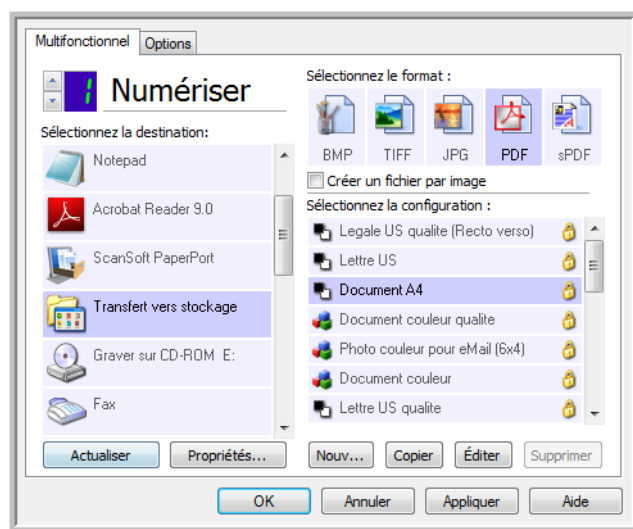 Multifonctionnel Options
1 Numériser
Sélectionnez la destination:
Notepad
Acrobat Reader 9.0
ScanSoft PaperPort
Transfert vers stockage
Graver sur CD-ROM E:
Fax
Actualiser Propriétés...
Sélectionnez le format :
BMP TIFF JPG PDF sPDF
Créer un fichier par image
Sélectionnez la configuration :
Legale US qualite (Recto verso)
Lettre US
Document A4
Document couleur qualite
Photo couleur pour eMail (6x4)
Document couleur
Lettre US qualite
Nouv... Copier Éditer Supprimer
OK Annuler Appliquer Aide